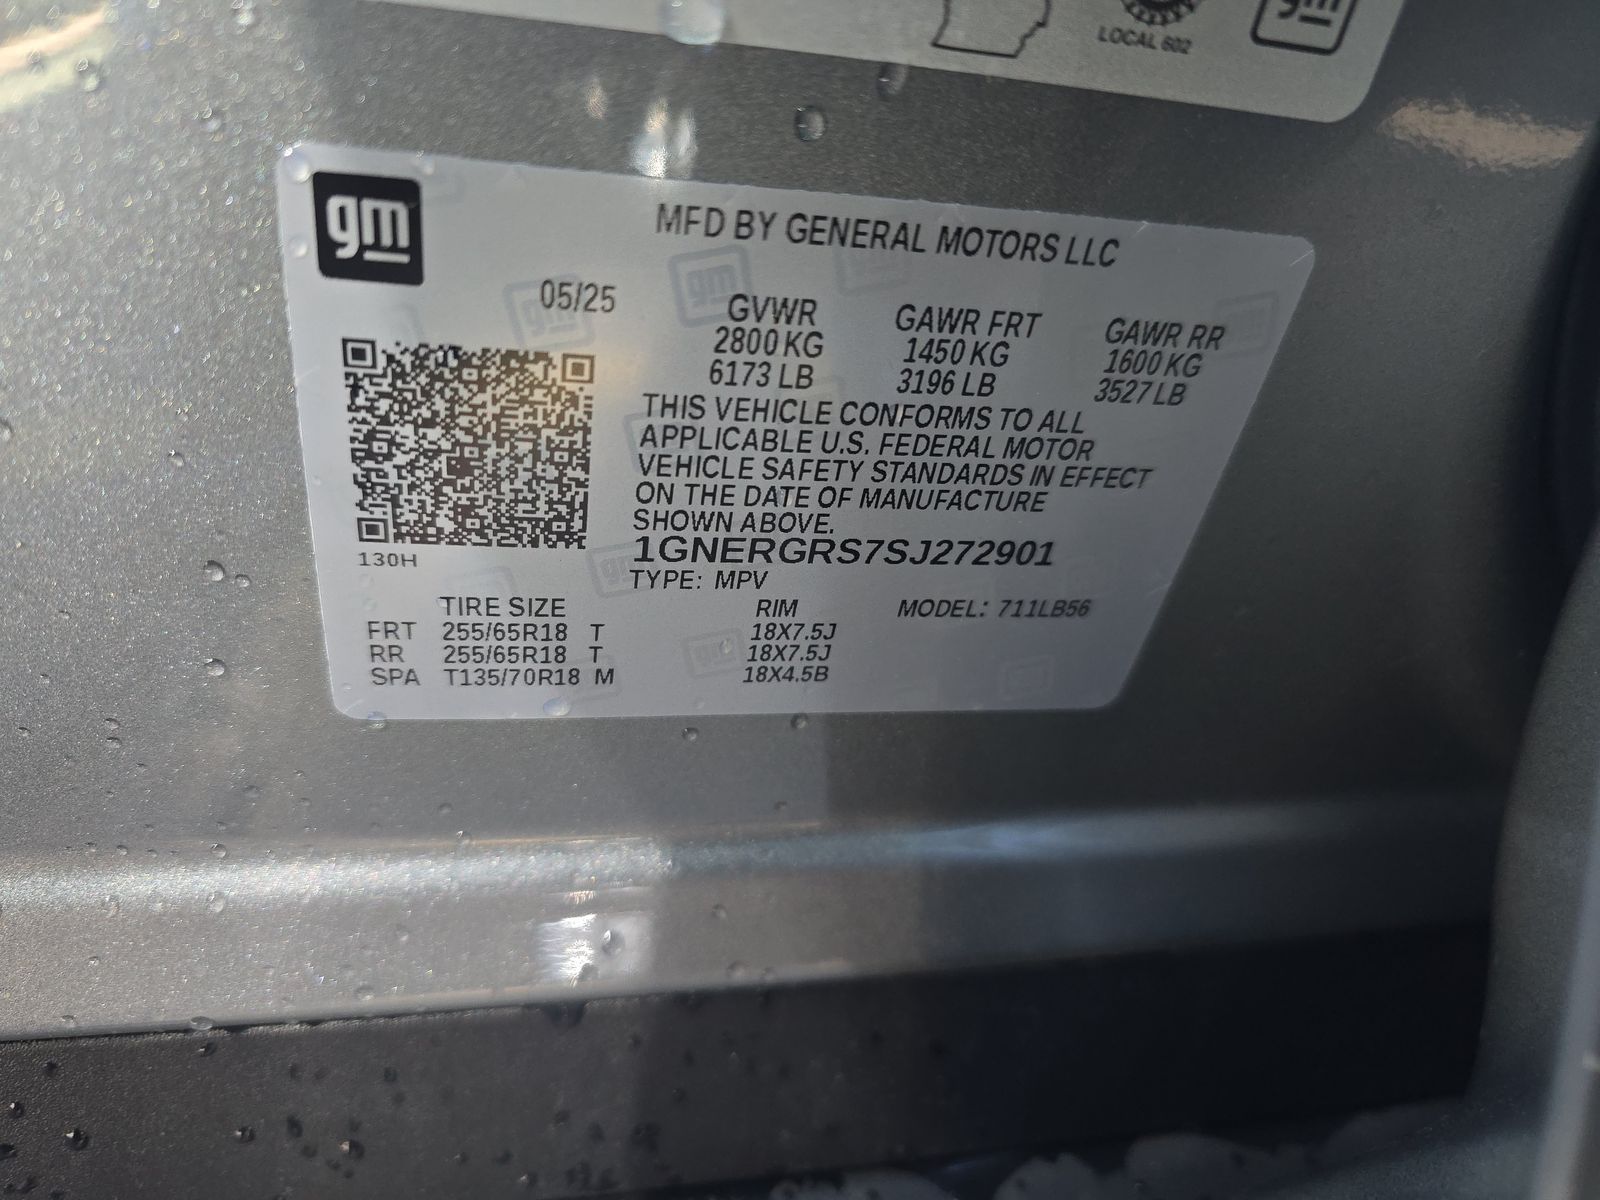 LOCAL 602
gm
gm
MFD BY GENERAL MOTORS LLC
05/25
GVWR GAWR FRT GAWR RR
2800 KG 1450 KG 1600 KG
6173 LB 3196 LB 3527 LB
THIS VEHICLE CONFORMS TO ALL
APPLICABLE U.S. FEDERAL MOTOR
VEHICLE SAFETY STANDARDS IN EFFECT
ON THE DATE OF MANUFACTURE
SHOWN ABOVE.
1GNERGRS7SJ272901
130H
TYPE: MPV
TIRE SIZE RIM MODEL: 711LB56
FRT 255/65R18 T 18X7.5J
RR 255/65R18 T 18X7.5J
SPA T135/70R18 M 18X4.5B